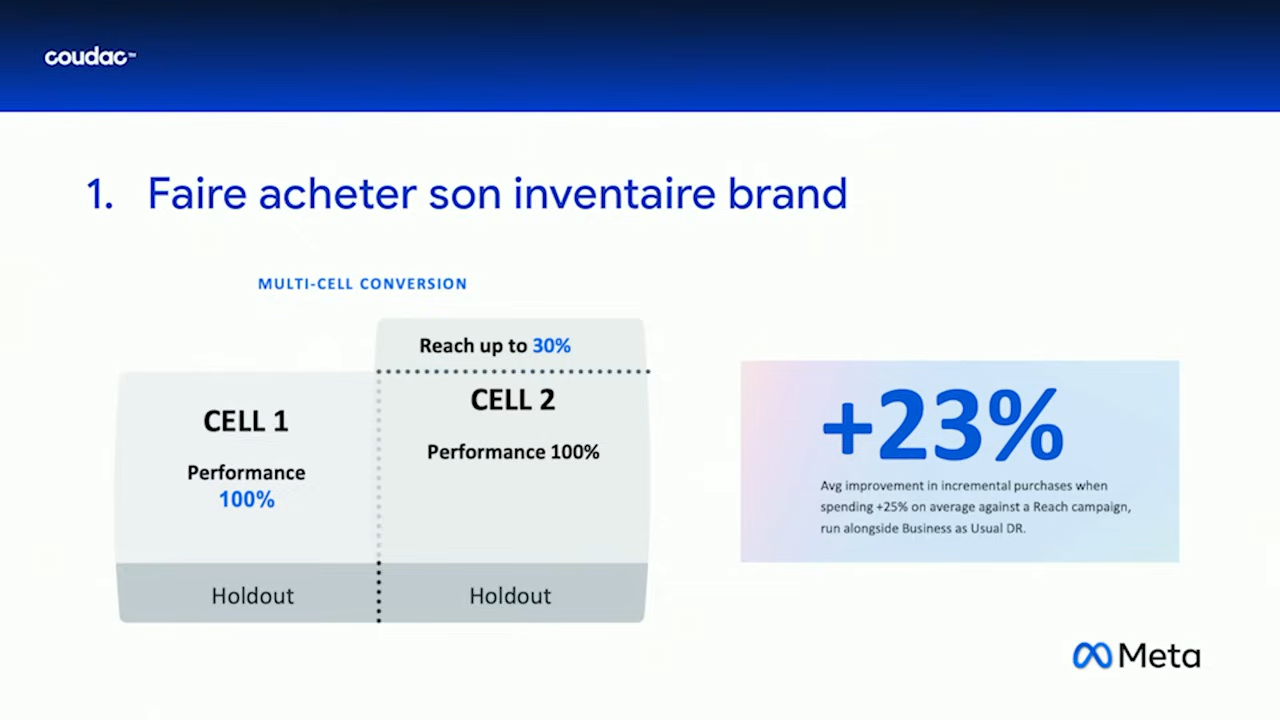 coudac™
1. Faire acheter son inventaire brand
MULTI-CELL CONVERSION
Reach up to 30%
CELL 1
Performance
100%
CELL 2
Performance 100%
Holdout
Holdout
+23%
Avg improvement in incremental purchases when
spending +25% on average against a Reach campaign,
run alongside Business as Usual DR.
Meta